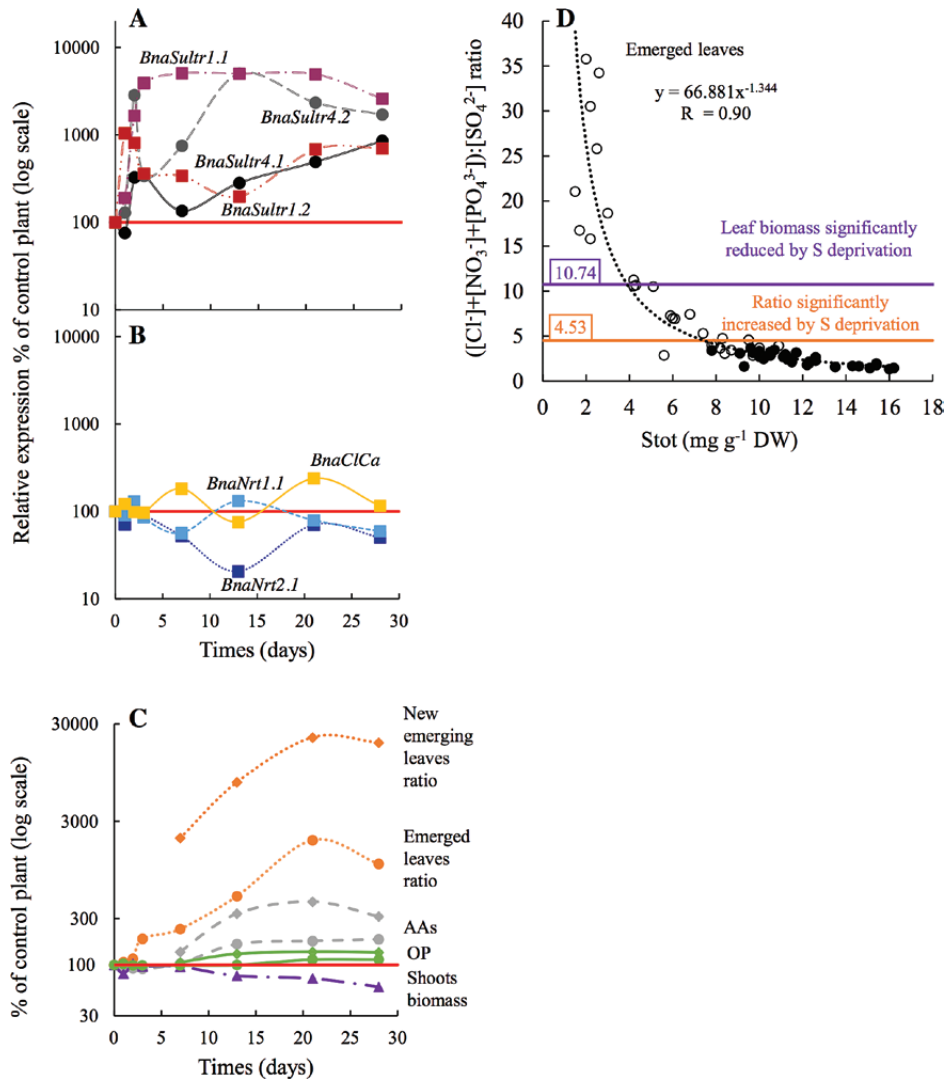 A
10000
1000
100
10
BnaSultr1.1
BnaSultr4.2
BnaSultr4.1
BnaSultr1.2
B
10000
1000
100
10
BnaClCa
BnaNrt1.1
BnaNrt2.1
0 5 10 15 20 25 30
Times (days)
Relative expression % of control plant (log scale)
D
40
35
30
25
20
15
10
5
0
Emerged leaves
y = 66.881x^-1.344
R = 0.90
Leaf biomass significantly
reduced by S deprivation
10.74
Ratio significantly
increased by S deprivation
4.53
0 2 4 6 8 10 12 14 16 18
Stot (mg g⁻¹ DW)
([Cl⁻]+[NO₃⁻]+[PO₄³⁻]):[SO₄²⁻] ratio
C
30000
3000
300
100
30
New
emerging
leaves
ratio
Emerged
leaves
ratio
AAs
OP
Shoots
biomass
0 5 10 15 20 25 30
Times (days)
% of control plant (log scale)